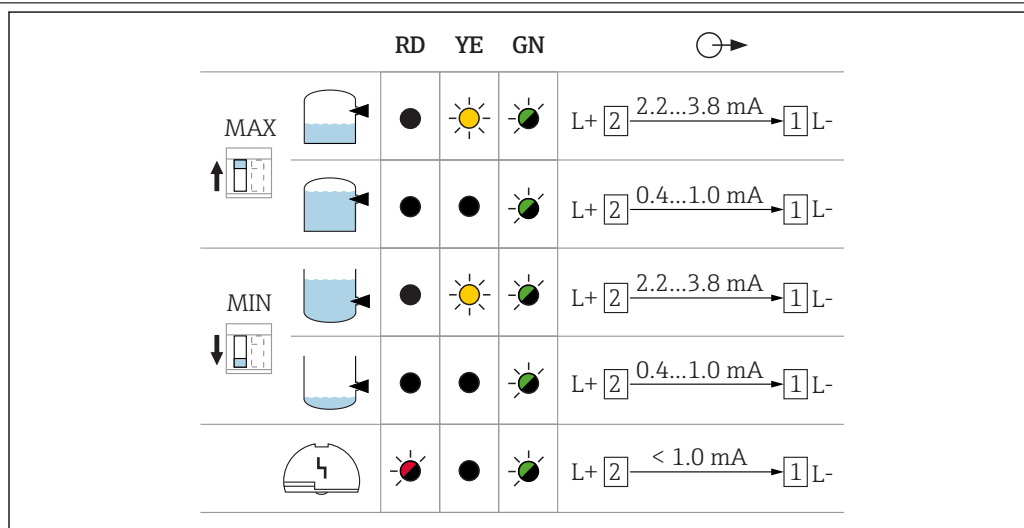 RD YE GN
MAX
L+ 2 2.2...3.8 mA 1 L-
L+ 2 0.4...1.0 mA 1 L-
MIN
L+ 2 2.2...3.8 mA 1 L-
L+ 2 0.4...1.0 mA 1 L-
L+ 2 < 1.0 mA 1 L-